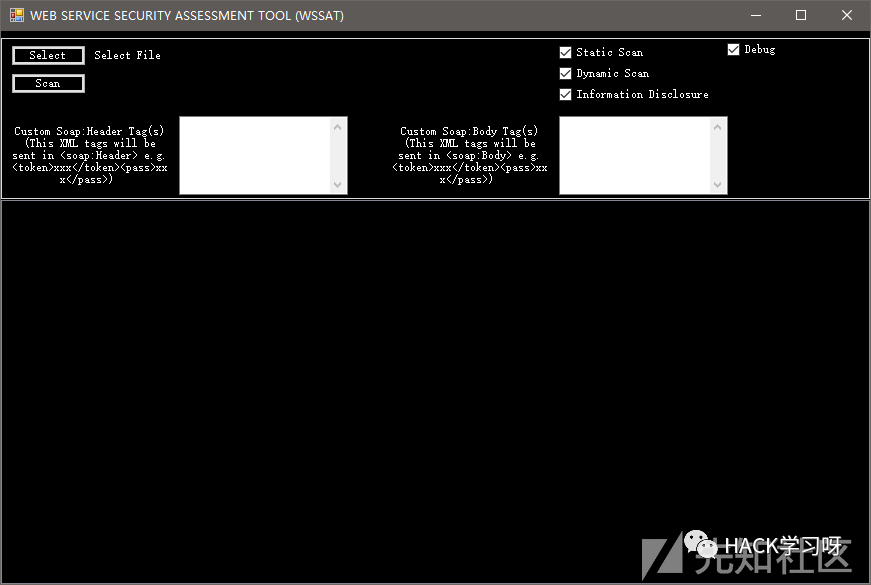 WEB SERVICE SECURITY ASSESSMENT TOOL (WSSAT)
Select
Select File
Scan
Static Scan
Dynamic Scan
Information Disclosure
Debug
Custom Soap:Header Tag(s)
(This XML tags will be
sent in <soap:Header> e.g.
<token>xxx</token><pass>xx
x</pass>)
Custom Soap:Body Tag(s)
(This XML tags will be
sent in <soap:Body> e.g.
<token>xxx</token><pass>xx
x</pass>)
HACK学习呀
先知社区